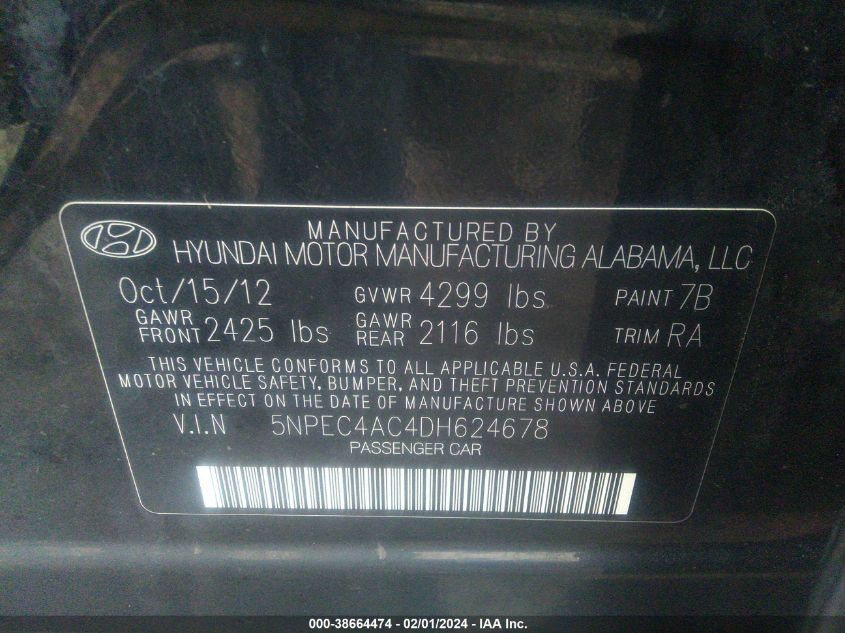 MANUFACTURED BY
HYUNDAI MOTOR MANUFACTURING ALABAMA, LLC
Oct/15/12 GVWR 4299 lbs PAINT 7B
GAWR FRONT 2425 lbs GAWR REAR 2116 lbs TRIM RA
THIS VEHICLE CONFORMS TO ALL APPLICABLE U.S.A. FEDERAL
MOTOR VEHICLE SAFETY, BUMPER, AND THEFT PREVENTION STANDARDS
IN EFFECT ON THE DATE OF MANUFACTURE SHOWN ABOVE
V.I.N 5NPEC4AC4DH624678
PASSENGER CAR
000-38664474 - 02/01/2024 - IAA Inc.